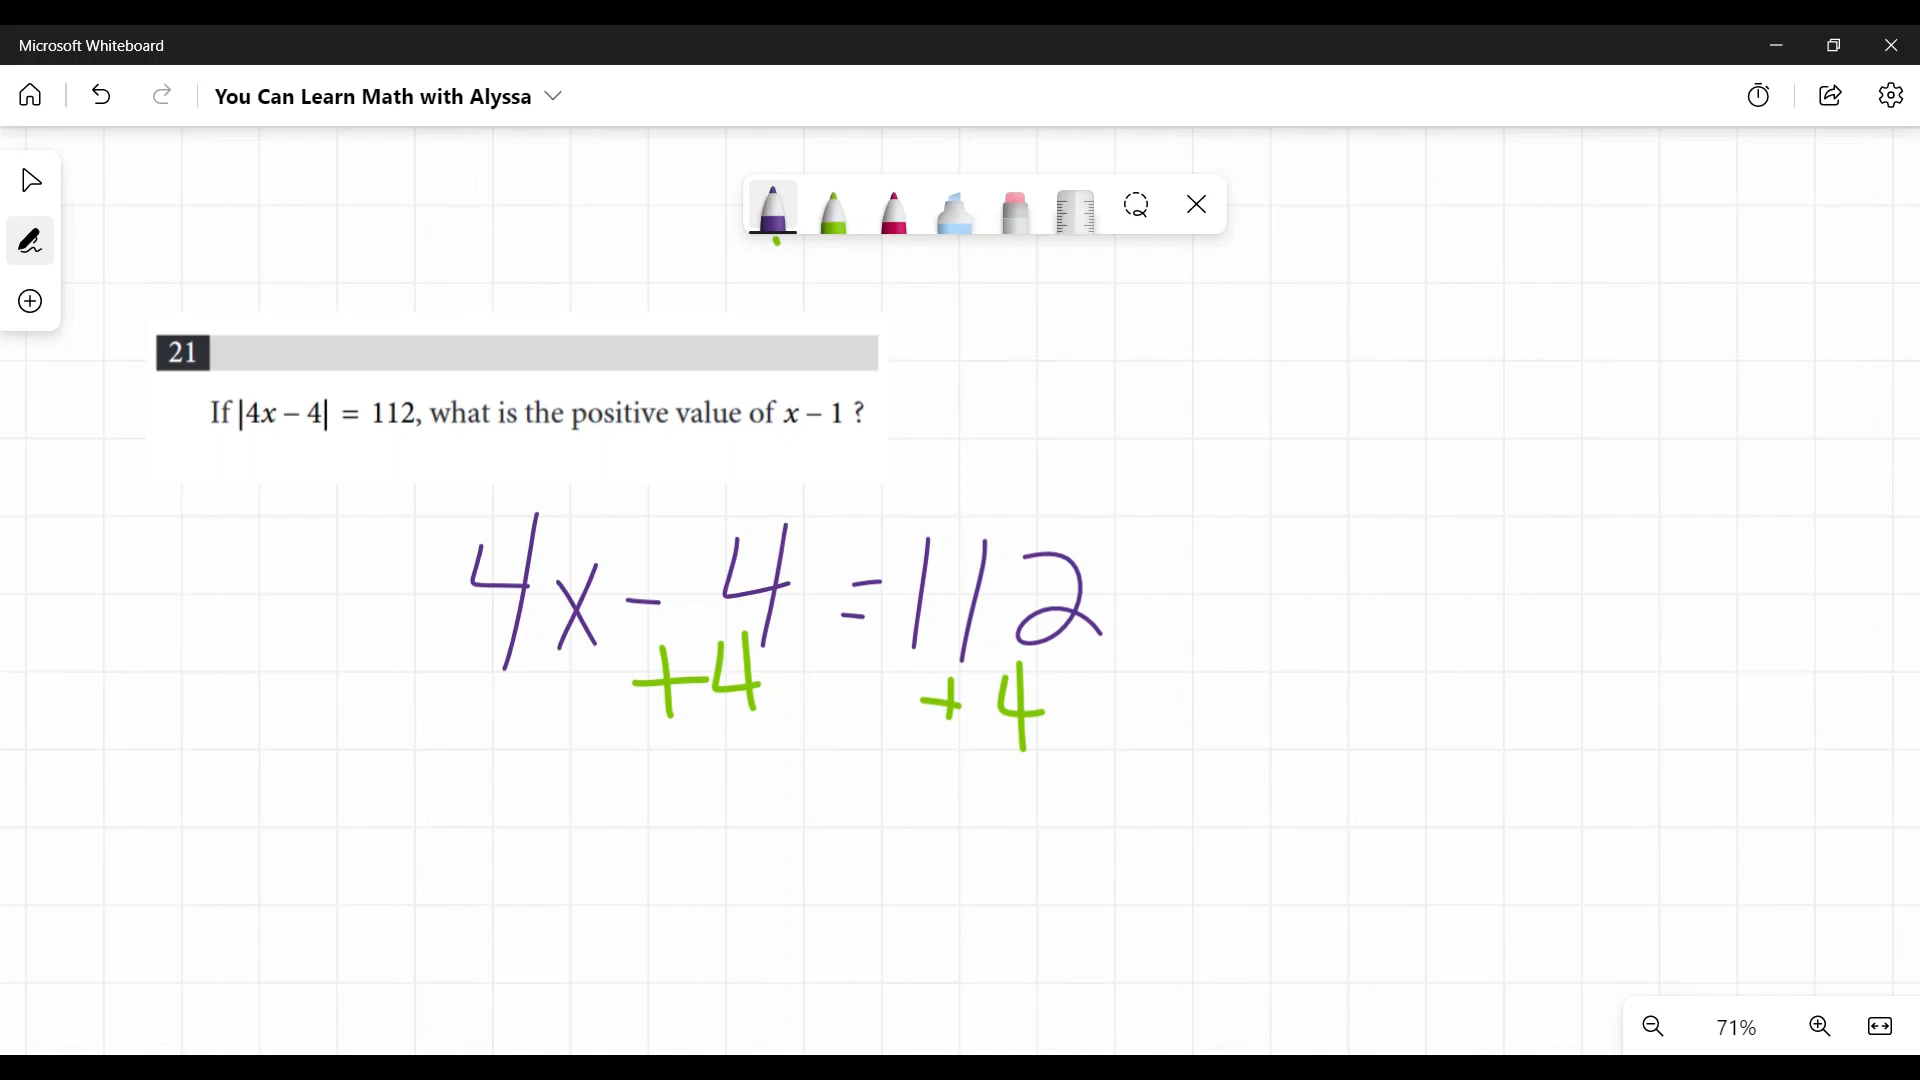 Microsoft Whiteboard
You Can Learn Math with Alyssa
21
If |4x – 4| = 112, what is the positive value of x – 1 ?
4x - 4 = 112
+4 + 4
71%